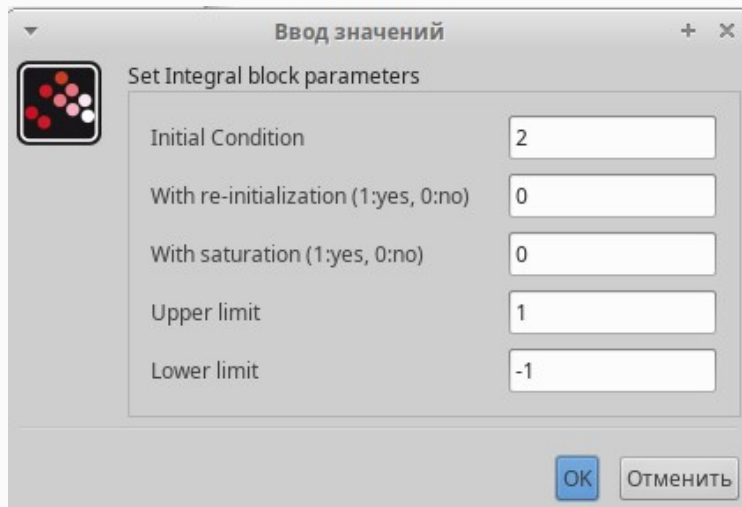 Ввод значений
Set Integral block parameters
Initial Condition 2
With re-initialization (1:yes, 0:no) 0
With saturation (1:yes, 0:no) 0
Upper limit 1
Lower limit -1
OK Отменить